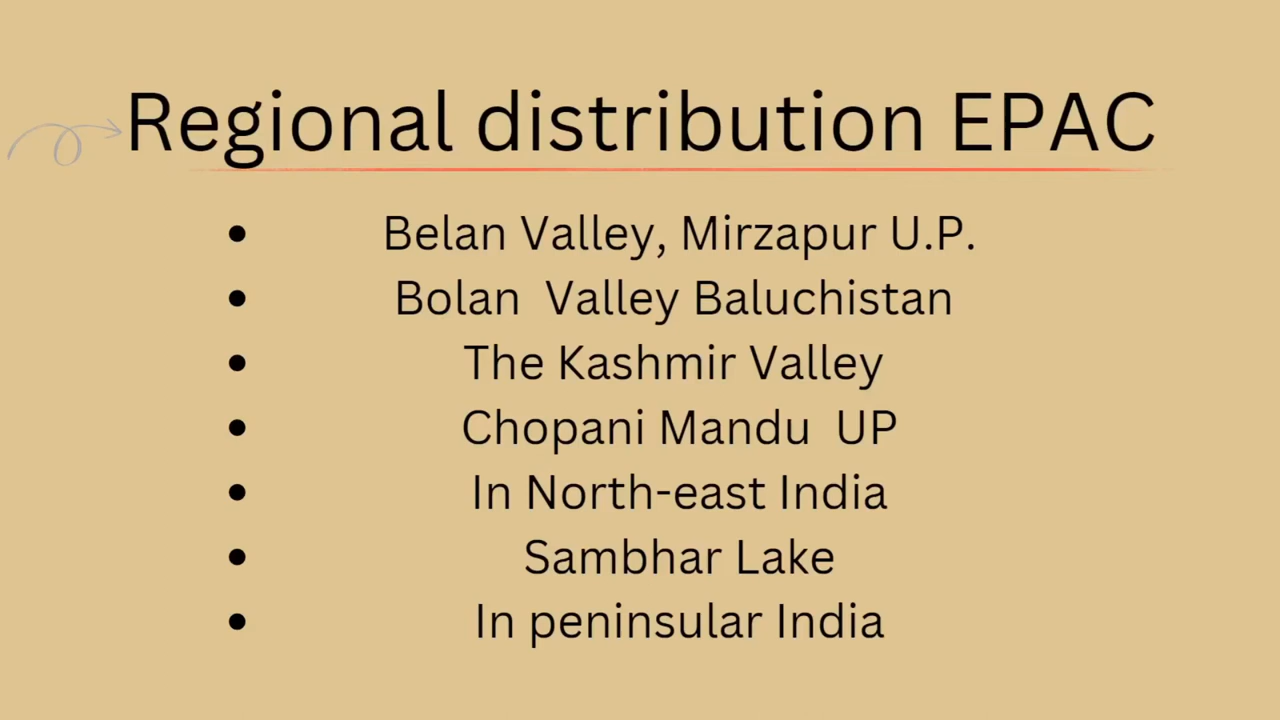 Regional distribution EPAC
• Belan Valley, Mirzapur U.P.
• Bolan  Valley Baluchistan
• The Kashmir Valley
• Chopani Mandu  UP
• In North-east India
• Sambhar Lake
• In peninsular India